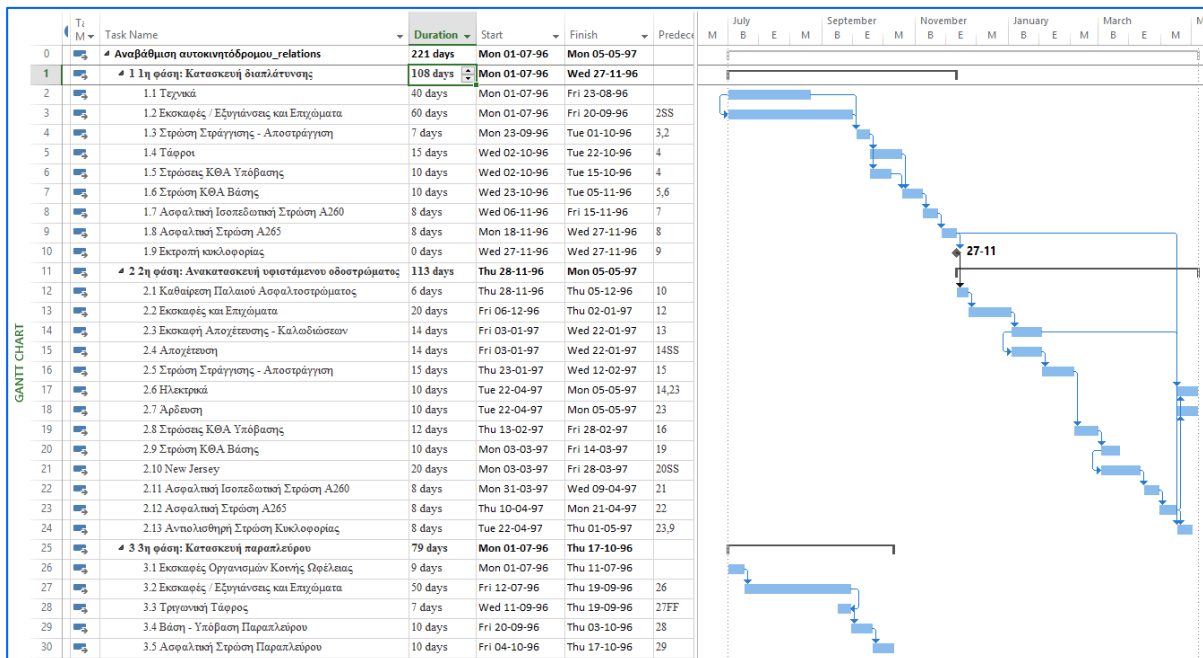 GANTT CHART
Task Name Duration Start Finish Predece
July September November January March M
M B E M B E M B E M B E M B E M
0 Αναβάθμιση αυτοκινητόδρομου_relations 221 days Mon 01-07-96 Mon 05-05-97
1 1 1η φάση: Κατασκευή διαπλάτυνσης 108 days Mon 01-07-96 Wed 27-11-96
2 1.1 Τεχνικά 40 days Mon 01-07-96 Fri 23-08-96
3 1.2 Εκσκαφές / Εξυγιάνσεις και Επιχώματα 60 days Mon 01-07-96 Fri 20-09-96 2SS
4 1.3 Στρώση Στράγγισης - Αποστράγγιση 7 days Mon 23-09-96 Tue 01-10-96 3,2
5 1.4 Τάφροι 15 days Wed 02-10-96 Tue 22-10-96 4
6 1.5 Στρώσεις ΚΘΑ Υπόβασης 10 days Wed 02-10-96 Tue 15-10-96 4
7 1.6 Στρώση ΚΘΑ Βάσης 10 days Wed 23-10-96 Tue 05-11-96 5,6
8 1.7 Ασφαλτική Ισοπεδωτική Στρώση Α260 8 days Wed 06-11-96 Fri 15-11-96 7
9 1.8 Ασφαλτική Στρώση Α265 8 days Mon 18-11-96 Wed 27-11-96 8
10 1.9 Εκτροπή κυκλοφορίας 0 days Wed 27-11-96 Wed 27-11-96 9 27-11
11 2 2η φάση: Ανακατασκευή υφιστάμενου οδοστρώματος 113 days Thu 28-11-96 Mon 05-05-97
12 2.1 Καθαίρεση Παλαιού Ασφαλτοστρώματος 6 days Thu 28-11-96 Thu 05-12-96 10
13 2.2 Εκσκαφές και Επιχώματα 20 days Fri 06-12-96 Thu 02-01-97 12
14 2.3 Εκσκαφή Αποχέτευσης - Καλωδιώσεων 14 days Fri 03-01-97 Wed 22-01-97 13
15 2.4 Αποχέτευση 14 days Fri 03-01-97 Wed 22-01-97 14SS
16 2.5 Στρώση Στράγγισης - Αποστράγγιση 15 days Thu 23-01-97 Wed 12-02-97 15
17 2.6 Ηλεκτρικά 10 days Tue 22-04-97 Mon 05-05-97 14,23
18 2.7 Άρδευση 10 days Tue 22-04-97 Mon 05-05-97 23
19 2.8 Στρώσεις ΚΘΑ Υπόβασης 12 days Thu 13-02-97 Fri 28-02-97 16
20 2.9 Στρώση ΚΘΑ Βάσης 10 days Mon 03-03-97 Fri 14-03-97 19
21 2.10 New Jersey 20 days Mon 03-03-97 Fri 28-03-97 20SS
22 2.11 Ασφαλτική Ισοπεδωτική Στρώση Α260 8 days Mon 31-03-97 Wed 09-04-97 21
23 2.12 Ασφαλτική Στρώση Α265 8 days Thu 10-04-97 Mon 21-04-97 22
24 2.13 Αντιολισθηρή Στρώση Κυκλοφορίας 8 days Tue 22-04-97 Thu 01-05-97 23,9
25 3 3η φάση: Κατασκευή παραπλεύρου 79 days Mon 01-07-96 Thu 17-10-96
26 3.1 Εκσκαφές Οργανισμών Κοινής Ωφέλειας 9 days Mon 01-07-96 Thu 11-07-96
27 3.2 Εκσκαφές / Εξυγιάνσεις και Επιχώματα 50 days Fri 12-07-96 Thu 19-09-96 26
28 3.3 Τριγωνική Τάφρος 7 days Wed 11-09-96 Thu 19-09-96 27FF
29 3.4 Βάση - Υπόβαση Παραπλεύρου 10 days Fri 20-09-96 Thu 03-10-96 28
30 3.5 Ασφαλτική Στρώση Παραπλεύρου 10 days Fri 04-10-96 Thu 17-10-96 29